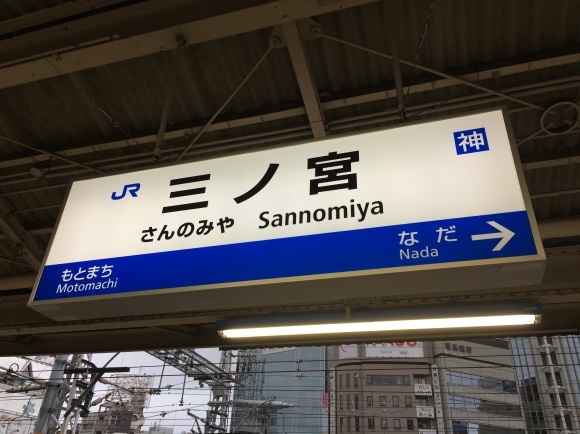 JR
三ノ宮
神
さんのみや Sannomiya
もとまち
Motomachi
なだ
Nada